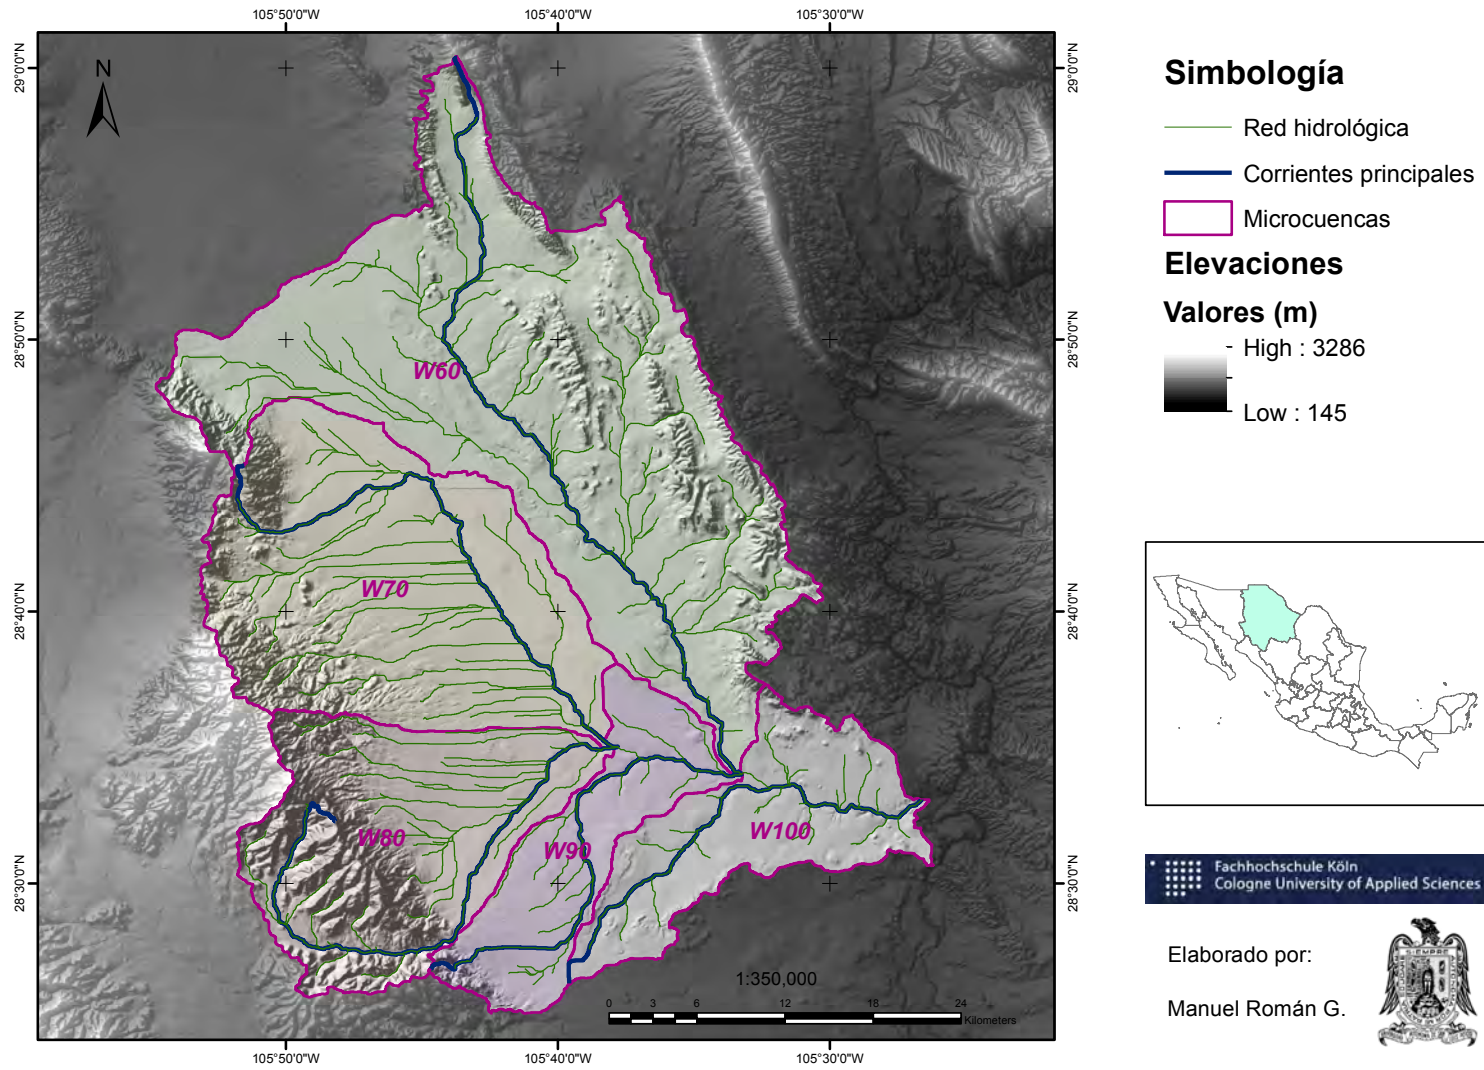 105°50'0"W
105°40'0"W
105°30'0"W
29°0'0"N
29°0'0"N
N
28°50'0"N
28°50'0"N
W60
W70
28°40'0"N
28°40'0"N
W80
W90
W100
28°30'0"N
28°30'0"N
1:350,000
0 3 6 12 18 24
Kilometers
105°50'0"W
105°40'0"W
105°30'0"W
Simbología
Red hidrológica
Corrientes principales
Microcuencas
Elevaciones
Valores (m)
High : 3286
Low : 145
Fachhochschule Köln
Cologne University of Applied Sciences
Elaborado por:
Manuel Román G.
SIEMPRE